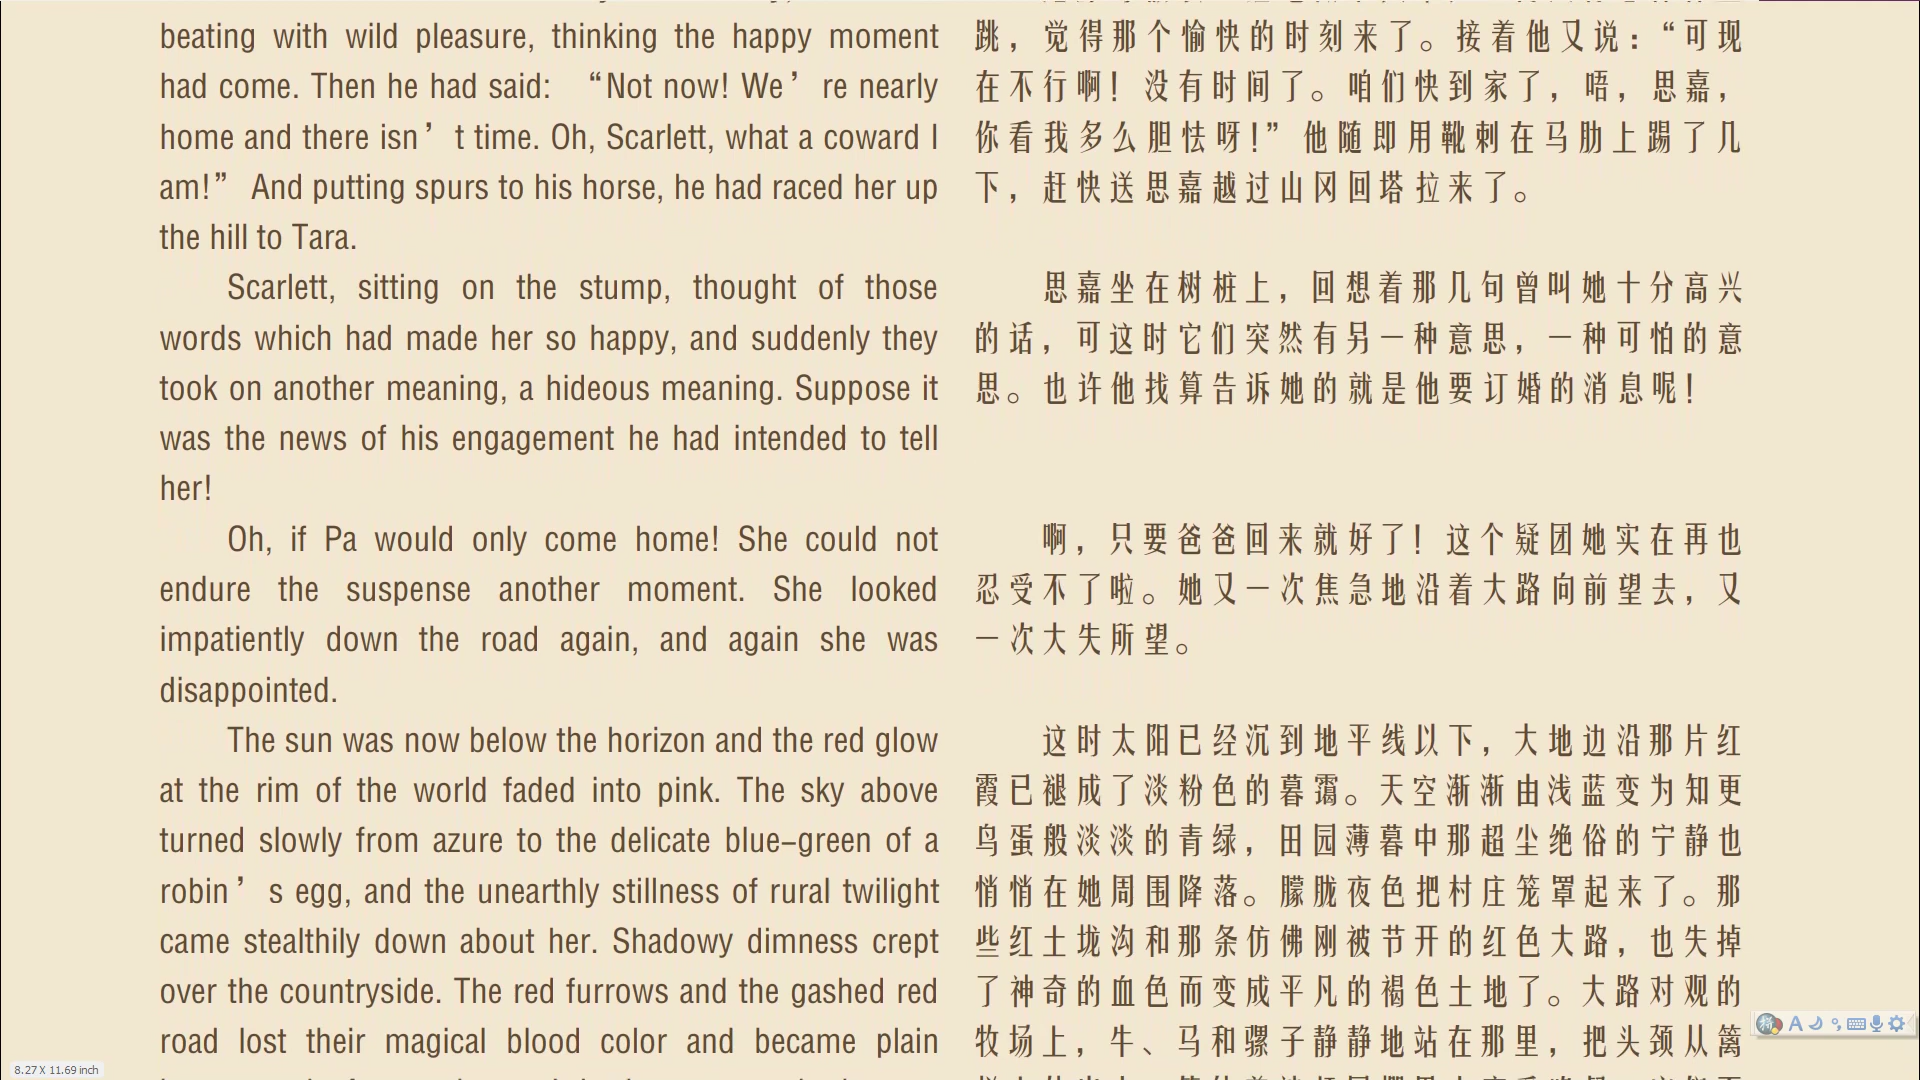 beating with wild pleasure, thinking the happy moment
had come. Then he had said: “Not now! We’re nearly
home and there isn’t time. Oh, Scarlett, what a coward I
am!” And putting spurs to his horse, he had raced her up
the hill to Tara.
Scarlett, sitting on the stump, thought of those
words which had made her so happy, and suddenly they
took on another meaning, a hideous meaning. Suppose it
was the news of his engagement he had intended to tell
her!
Oh, if Pa would only come home! She could not
endure the suspense another moment. She looked
impatiently down the road again, and again she was
disappointed.
The sun was now below the horizon and the red glow
at the rim of the world faded into pink. The sky above
turned slowly from azure to the delicate blue-green of a
robin’s egg, and the unearthly stillness of rural twilight
came stealthily down about her. Shadowy dimness crept
over the countryside. The red furrows and the gashed red
road lost their magical blood color and became plain
跳，觉得那个愉快的时刻来了。接着他又说：“可现
在不行啊！没有时间了。咱们快到家了，唔，思嘉，
你看我多么胆怯呀！”他随即用靴刺在马肋上踢了几
下，赶快送思嘉越过山冈回塔拉来了。
思嘉坐在树桩上，回想着那几句曾叫她十分高兴
的话，可这时它们突然有另一种意思，一种可怕的意
思。也许他找算告诉她的就是他要订婚的消息呢！
啊，只要爸爸回来就好了！这个疑团她实在再也
忍受不了啦。她又一次焦急地沿着大路向前望去，又
一次大失所望。
这时太阳已经沉到地平线以下，大地边沿那片红
霞已褪成了淡粉色的暮霭。天空渐渐由浅蓝变为知更
鸟蛋般淡淡的青绿，田园薄暮中那超尘绝俗的宁静也
悄悄在她周围降落。朦胧夜色把村庄笼罩起来了。那
些红土垅沟和那条仿佛刚被节开的红色大路，也失掉
了神奇的血色而变成平凡的褐色土地了。大路对观的
牧场上，牛、马和骡子静静地站在那里，把头颈从篱
8.27 X 11.69 inch